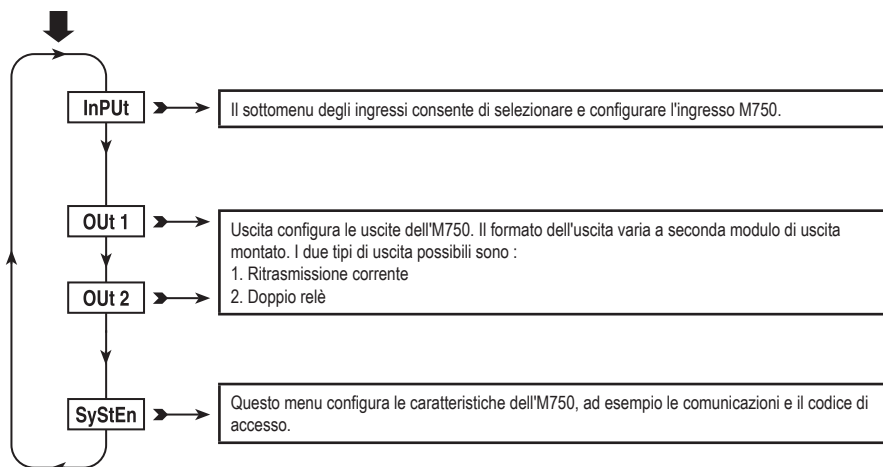 InPUt
Il sottomenu degli ingressi consente di selezionare e configurare l'ingresso M750.
OUt 1
Uscita configura le uscite dell'M750. Il formato dell'uscita varia a seconda modulo di uscita
montato. I due tipi di uscita possibili sono :
1. Ritrasmissione corrente
2. Doppio relè
OUt 2
SyStEn
Questo menu configura le caratteristiche dell'M750, ad esempio le comunicazioni e il codice di
accesso.